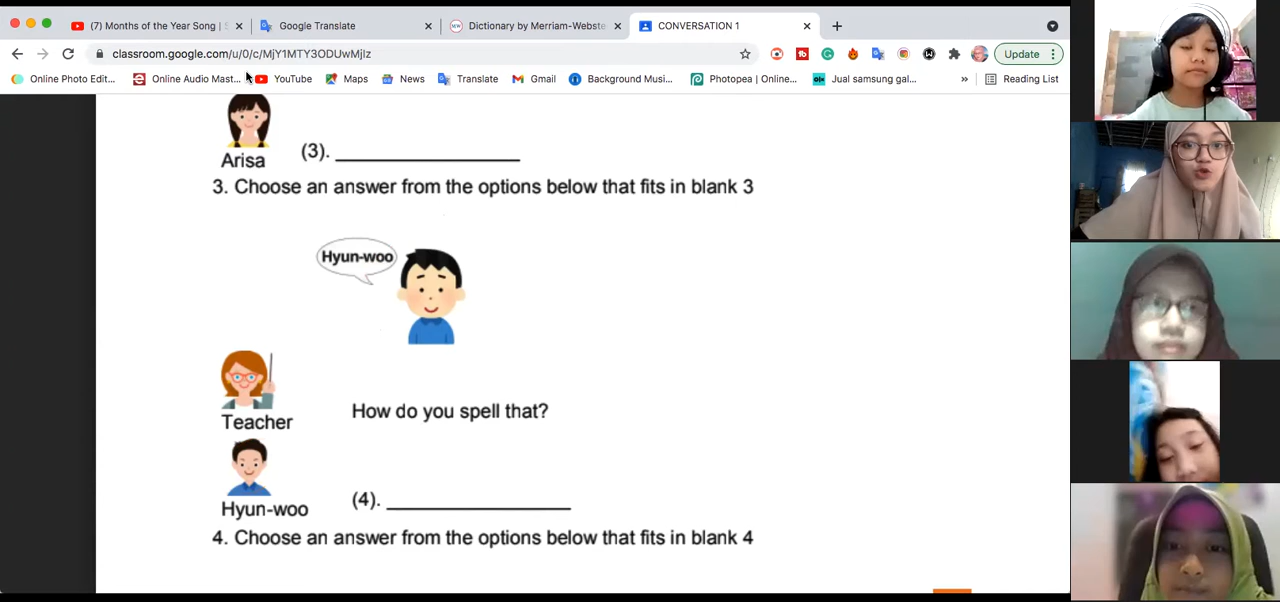 (7) Months of the Year Song | S
Google Translate
Dictionary by Merriam-Webste
CONVERSATION 1
classroom.google.com/u/0/c/MjY1MTY3ODUwMjIz
Update
Online Photo Edit...
Online Audio Mast...
YouTube
Maps
News
Translate
Gmail
Background Musi...
Photopea | Online...
Jual samsung gal...
»
Reading List
Arisa
(3). ________________
3. Choose an answer from the options below that fits in blank 3
Hyun-woo
Teacher
How do you spell that?
Hyun-woo
(4). ________________
4. Choose an answer from the options below that fits in blank 4